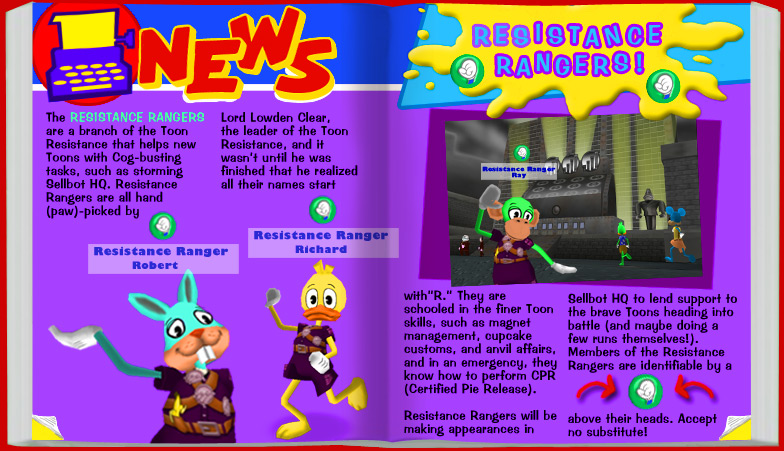 NEWS
The RESISTANCE RANGERS
are a branch of the Toon
Resistance that helps new
Toons with Cog-busting
tasks, such as storming
Sellbot HQ. Resistance
Rangers are all hand
(paw)-picked by
Resistance Ranger
Robert
Lord Lowden Clear,
the leader of the Toon
Resistance, and it
wasn't until he was
finished that he realized
all their names start
Resistance Ranger
Richard
RESISTANCE
RANGERS!
Resistance Ranger
Ray
with"R." They are
schooled in the finer Toon
skills, such as magnet
management, cupcake
customs, and anvil affairs,
and in an emergency, they
know how to perform CPR
(Certified Pie Release).
Resistance Rangers will be
making appearances in
Sellbot HQ to lend support to
the brave Toons heading into
battle (and maybe doing a
few runs themselves!).
Members of the Resistance
Rangers are identifiable by a
above their heads. Accept
no substitute!